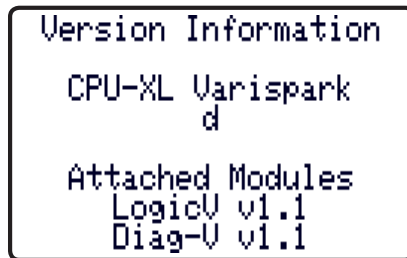 Version Information
CPU-XL Varispark
d
Attached Modules
LogicV v1.1
Diag-V v1.1